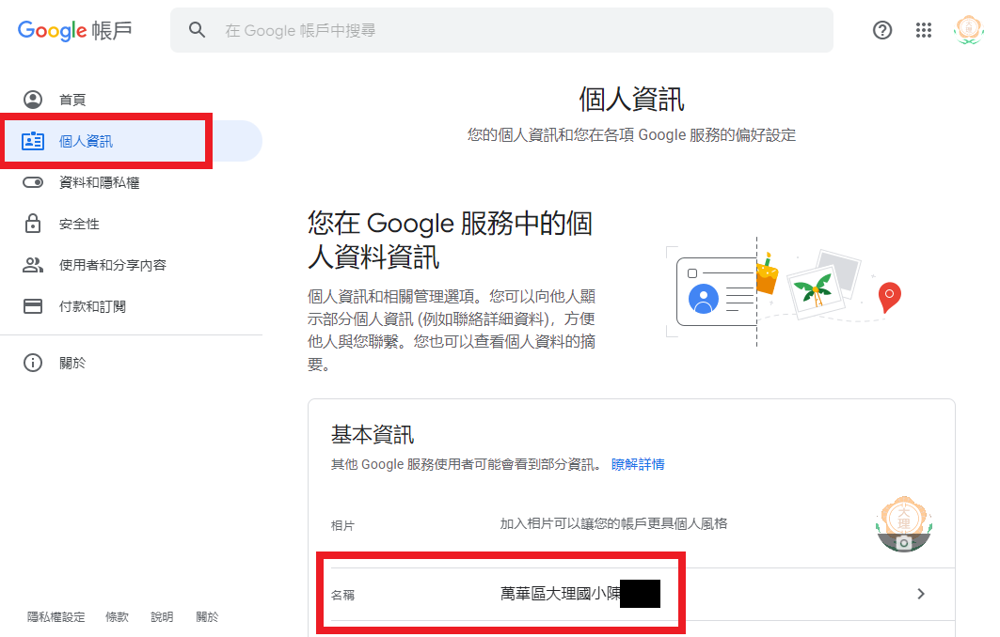 Google 帳戶
在 Google 帳戶中搜尋
首頁
個人資訊
資料和隱私權
安全性
使用者和分享內容
付款和訂閱
關於
個人資訊
您的個人資訊和您在各項 Google 服務的偏好設定
您在 Google 服務中的個
人資料資訊
個人資訊和相關管理選項。您可以向他人顯
示部分個人資訊 (例如聯絡詳細資料)，方便
他人與您聯繫。您也可以查看個人資料的摘
要。
基本資訊
其他 Google 服務使用者可能會看到部分資訊。 瞭解詳情
相片
加入相片可以讓您的帳戶更具個人風格
大理
名稱
萬華區大理國小陳
隱私權設定 條款 說明 關於